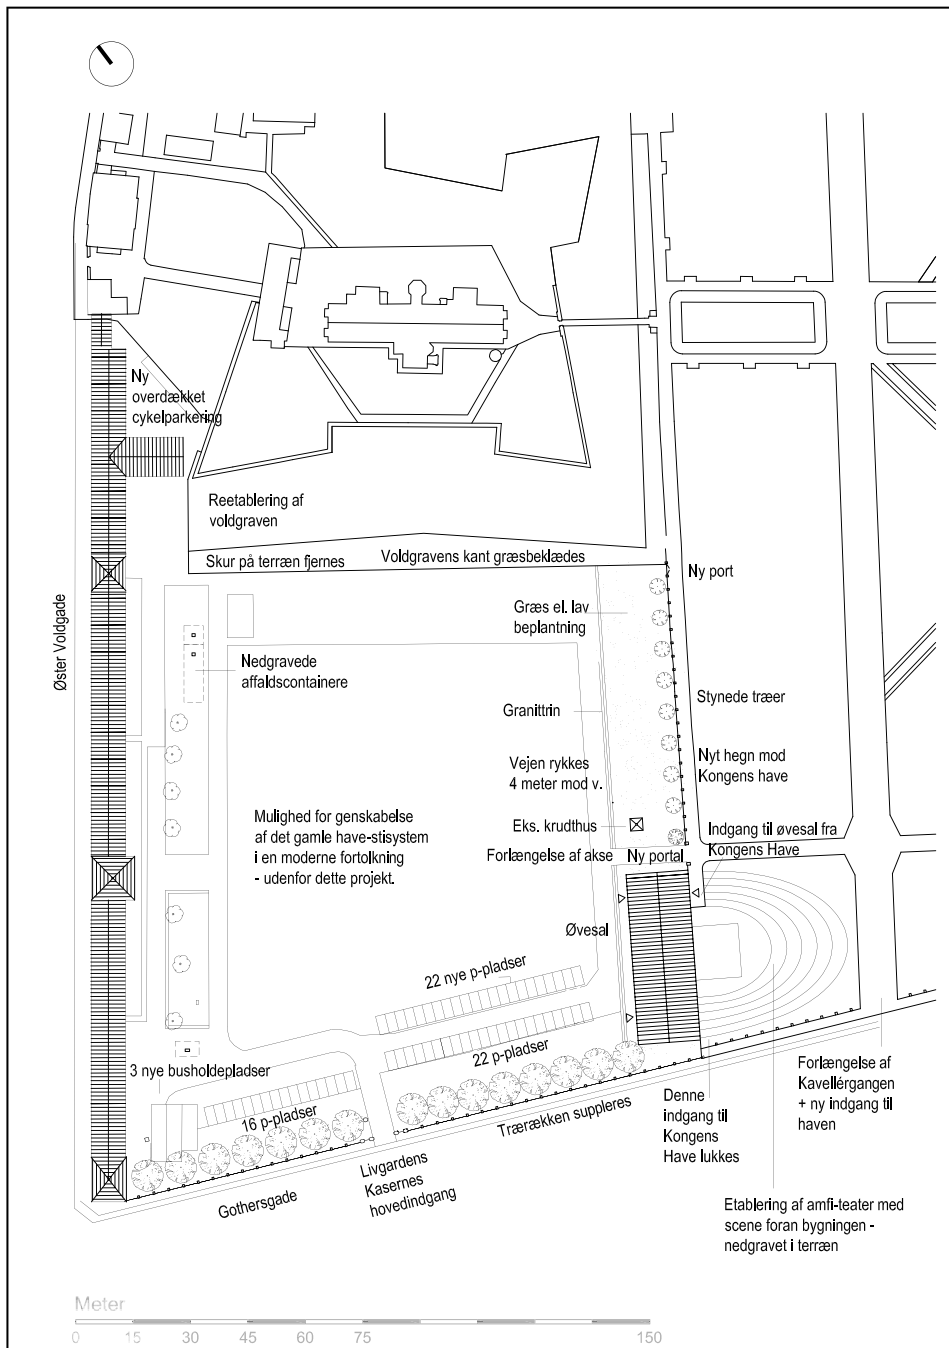 Ny
overdækket
cykelparkering
Reetablering af
voldgraven
Skur på terræn fjernes
Voldgravens kant græsbeklædes
Ny port
Græs el. lav
beplantning
Øster Voldgade
Nedgravede
affaldscontainere
Stynede træer
Granittrin
Nyt hegn mod
Kongens have
Vejen rykkes
4 meter mod v.
Mulighed for genskabelse
af det gamle have-stisystem
i en moderne fortolkning
- udenfor dette projekt.
Eks. krudthus
Indgang til øvesal fra
Kongens Have
Forlængelse af akse
Ny portal
Øvesal
22 nye p-pladser
22 p-pladser
3 nye busholdepladser
16 p-pladser
Trærækken suppleres
Denne
indgang til
Kongens
Have lukkes
Forlængelse af
Kavellérgangen
+ ny indgang til
haven
Livgardens
Kasernes
hovedindgang
Gothersgade
Etablering af amfi-teater med
scene foran bygningen -
nedgravet i terræn
Meter
0 15 30 45 60 75 150